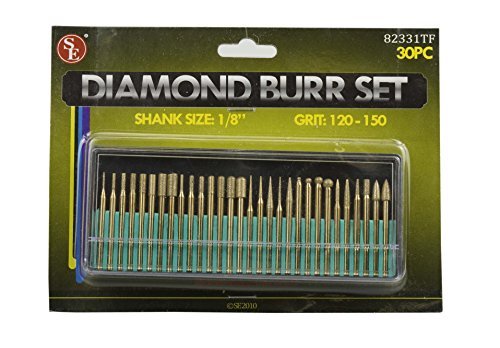 SE
82331TF
30PC
DIAMOND BURR SET
SHANK SIZE: 1/8" GRIT: 120-150
©SE2010